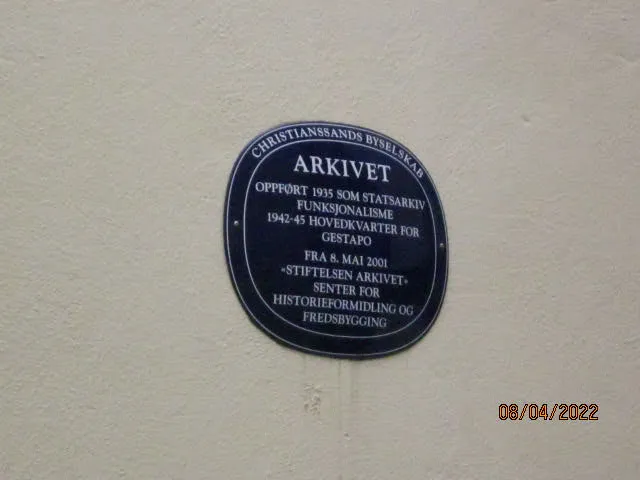 CHRISTIANSSANDS BYSELSKAB
ARKIVET
OPPFØRT 1935 SOM STATSARKIV
FUNKSJONALISME
1942-45 HOVEDKVARTER FOR
GESTAPO
FRA 8. MAI 2001
«STIFTELSEN ARKIVET»
SENTER FOR
HISTORIEFORMIDLING OG
FREDSBYGGING
08/04/2022